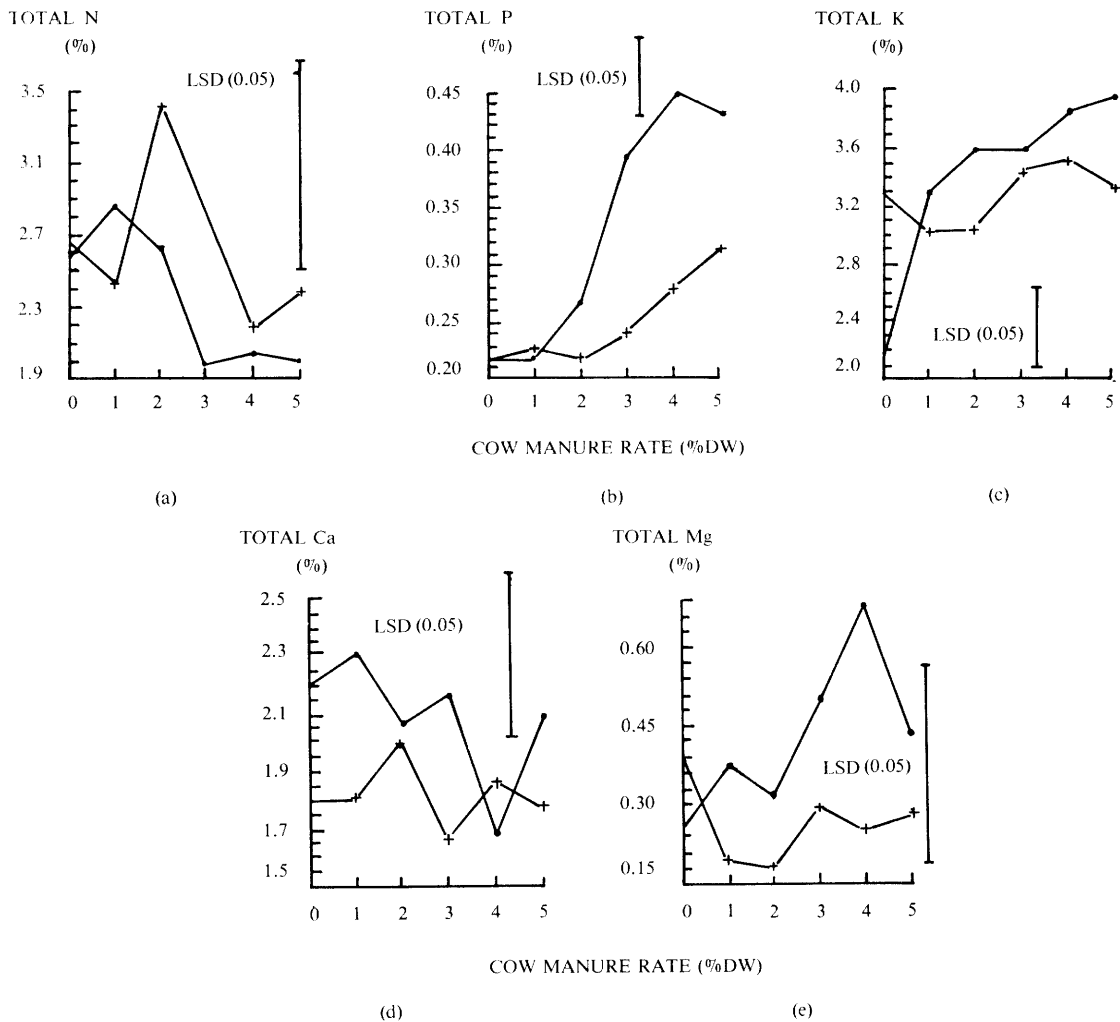 TOTAL N
(%)
LSD (0.05)
3.5
3.1
2.7
2.3
1.9
0 1 2 3 4 5
TOTAL P
(%)
LSD (0.05)
0.45
0.40
0.35
0.30
0.25
0.20
0 1 2 3 4 5
TOTAL K
(%)
4.0
3.6
3.2
2.8
2.4
2.0
LSD (0.05)
0 1 2 3 4 5
COW MANURE RATE (%DW)
(a)
(b)
(c)
TOTAL Ca
(%)
2.5
2.3
2.1
1.9
1.7
1.5
LSD (0.05)
0 1 2 3 4 5
TOTAL Mg
(%)
0.60
0.45
0.30
0.15
LSD (0.05)
0 1 2 3 4 5
COW MANURE RATE (%DW)
(d)
(e)